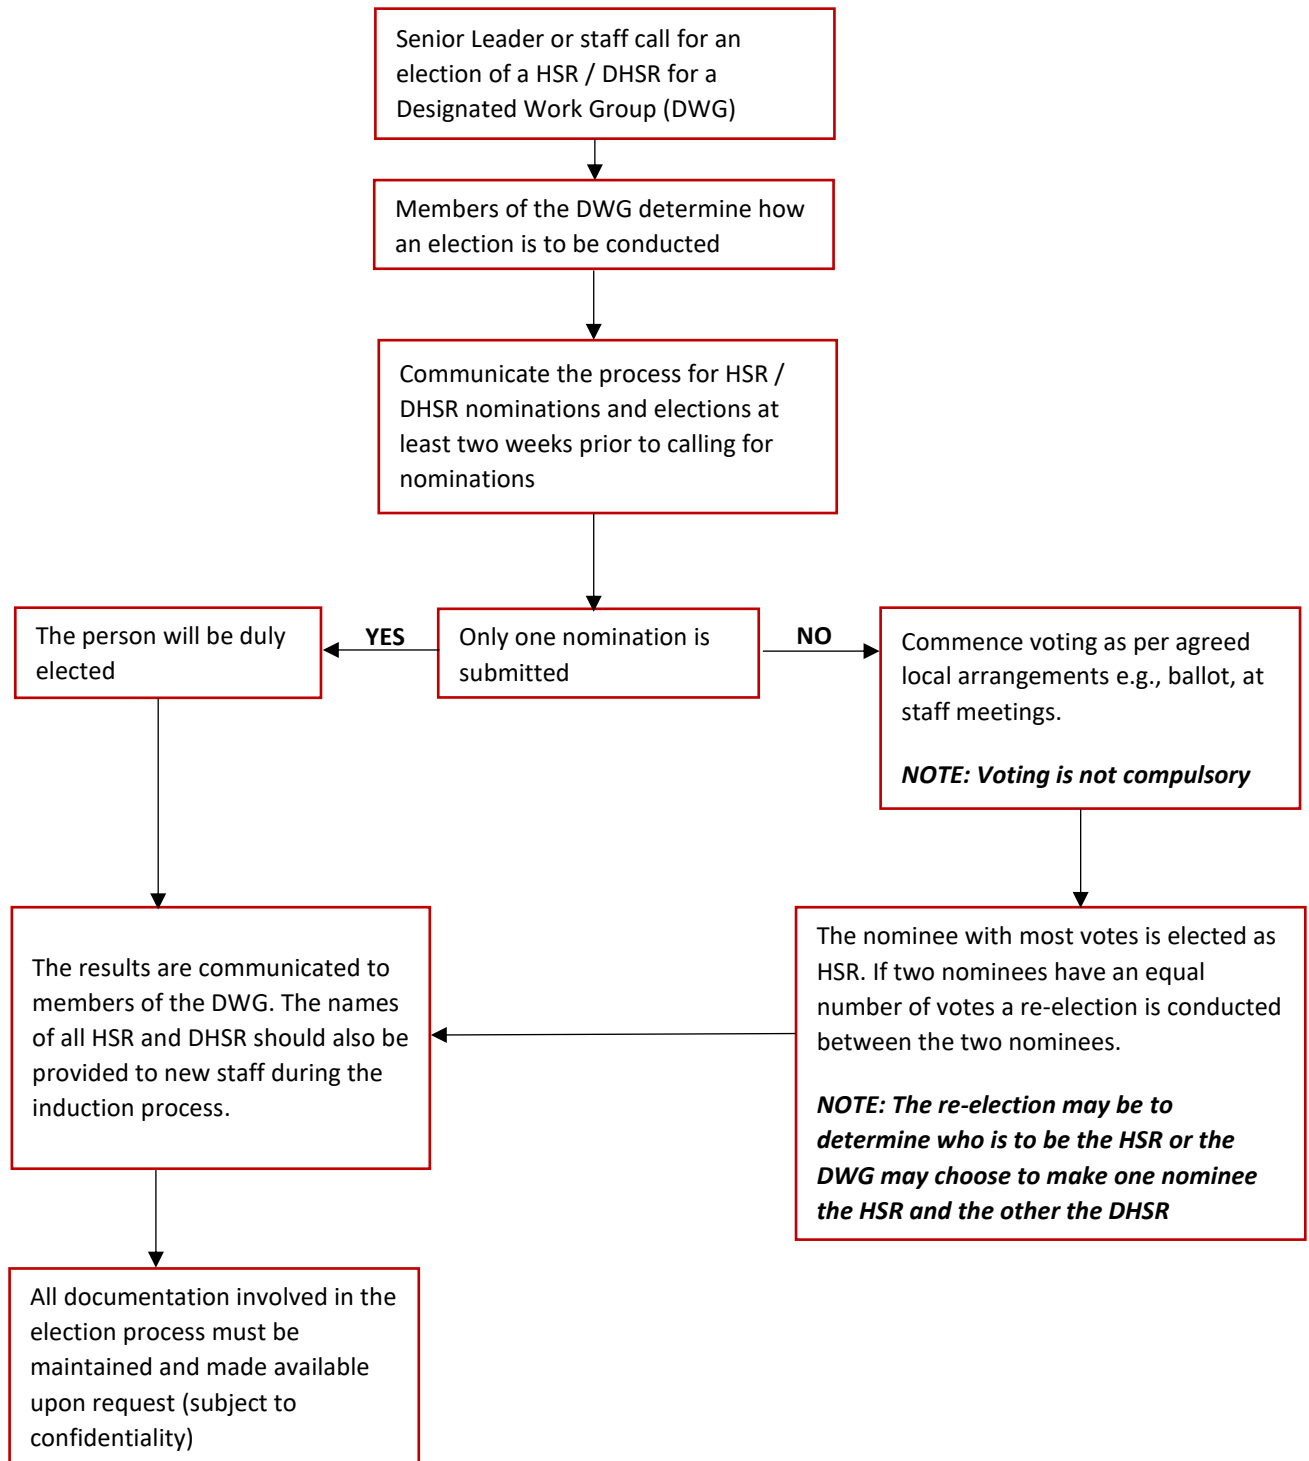 Senior Leader or staff call for an
election of a HSR / DHSR for a
Designated Work Group (DWG)
Members of the DWG determine how
an election is to be conducted
Communicate the process for HSR /
DHSR nominations and elections at
least two weeks prior to calling for
nominations
The person will be duly
elected
YES
Only one nomination is
submitted
NO
Commence voting as per agreed
local arrangements e.g., ballot, at
staff meetings.
NOTE: Voting is not compulsory
The results are communicated to
members of the DWG. The names
of all HSR and DHSR should also be
provided to new staff during the
induction process.
The nominee with most votes is elected as
HSR. If two nominees have an equal
number of votes a re-election is conducted
between the two nominees.
NOTE: The re-election may be to
determine who is to be the HSR or the
DWG may choose to make one nominee
the HSR and the other the DHSR
All documentation involved in the
election process must be
maintained and made available
upon request (subject to
confidentiality)